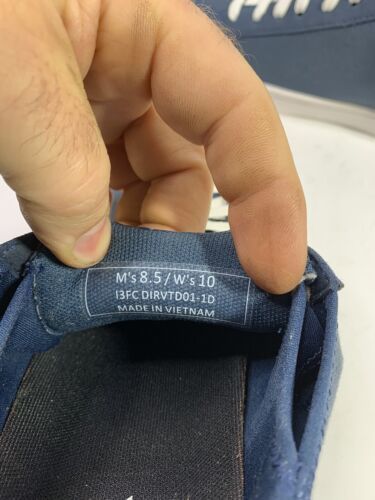 M's 8.5 / W's 10
I3FC DIRVTD01-1D
MADE IN VIETNAM